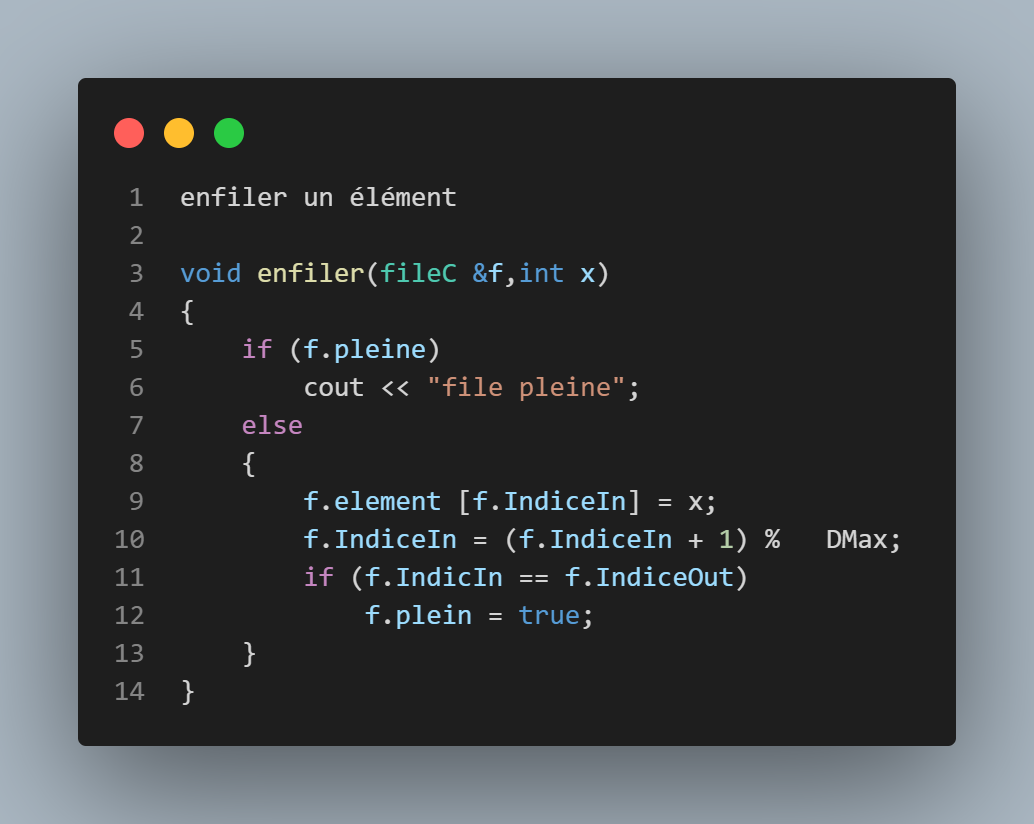 1 enfiler un élément
2
3 void enfiler(fileC &f,int x)
4 {
5     if (f.pleine)
6         cout << "file pleine";
7     else
8     {
9         f.element [f.IndiceIn] = x;
10         f.IndiceIn = (f.IndiceIn + 1) %   DMax;
11         if (f.IndicIn == f.IndiceOut)
12             f.plein = true;
13     }
14 }